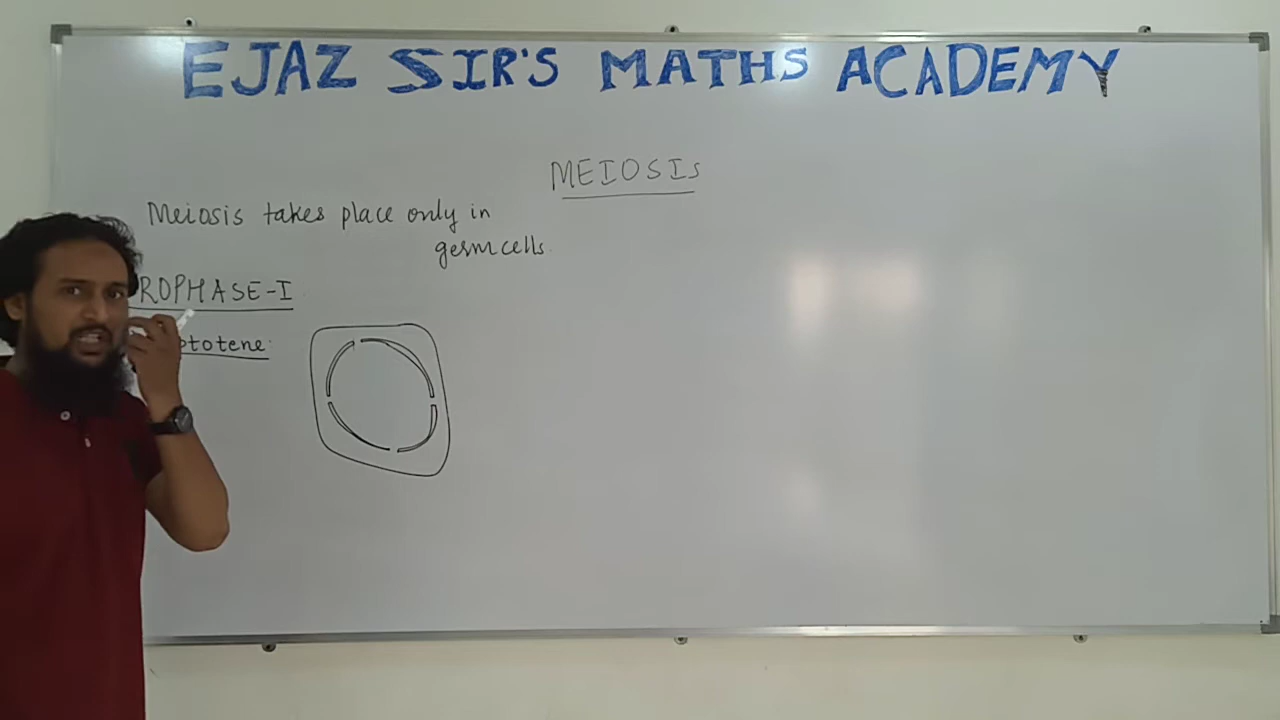 EJAZ SIR'S MATHS ACADEMY
MEIOSIS
Meiosis takes place only in
germ cells.
ROPHASE-I
ptotene: